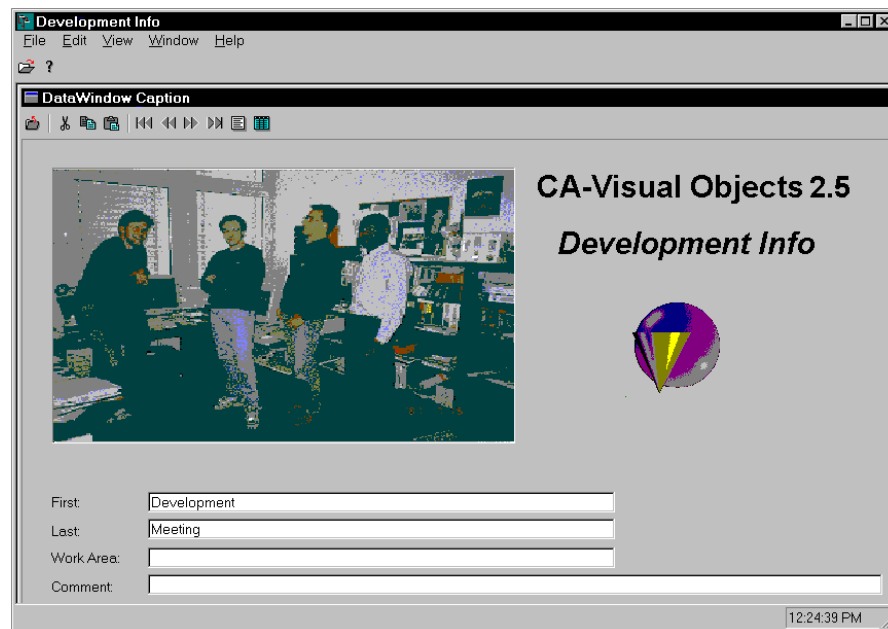 Development Info
File Edit View Window Help
?
DataWindow Caption
CA-Visual Objects 2.5
Development Info
First: Development
Last: Meeting
Work Area:
Comment:
12:24:39 PM